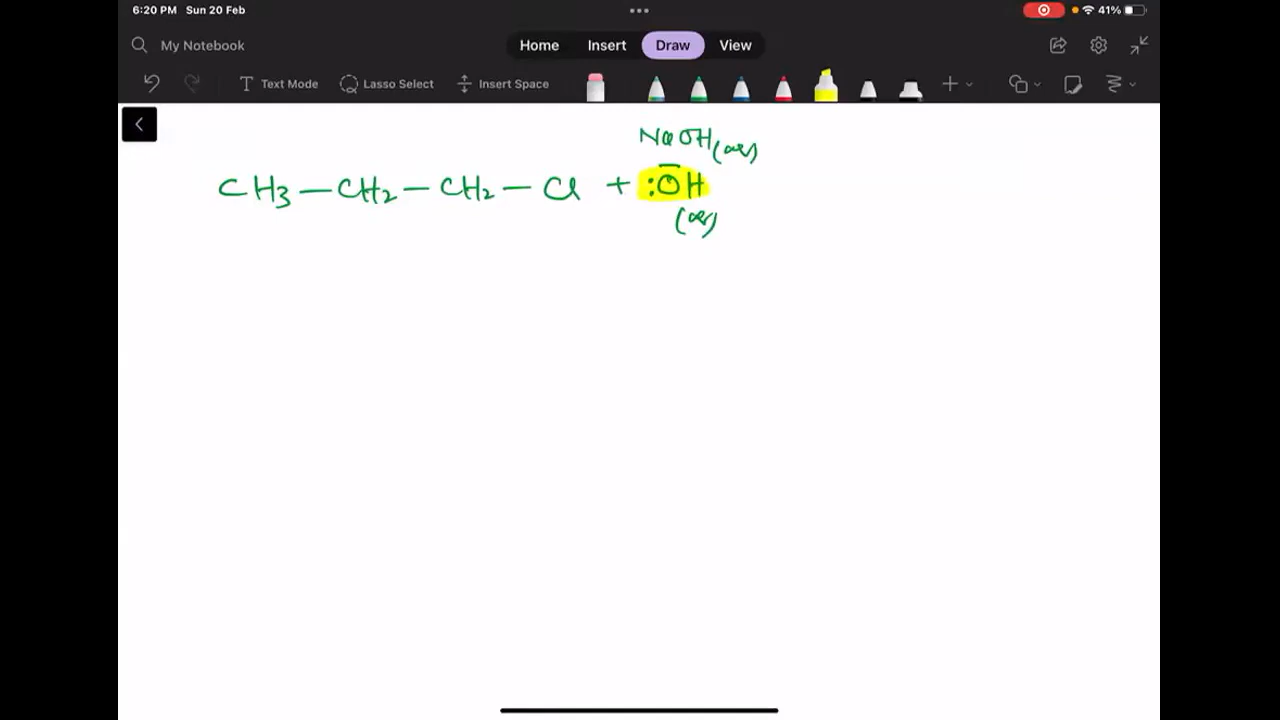 6:20 PM Sun 20 Feb
41%
My Notebook
Home Insert Draw View
Text Mode Lasso Select Insert Space
NaOH(aq)
CH3 — CH2 — CH2 — Cl + :ŌH
(aq)